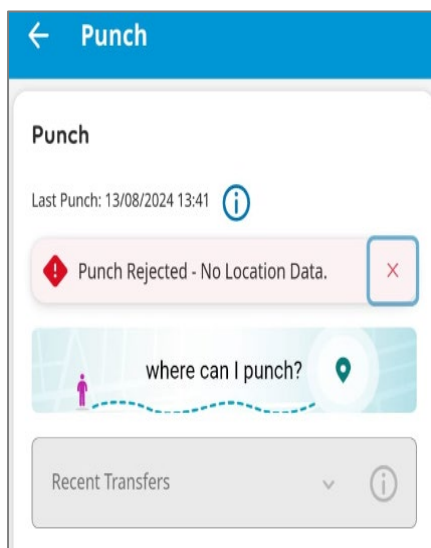 Punch
Punch
Last Punch: 13/08/2024 13:41
Punch Rejected - No Location Data.
where can I punch?
Recent Transfers